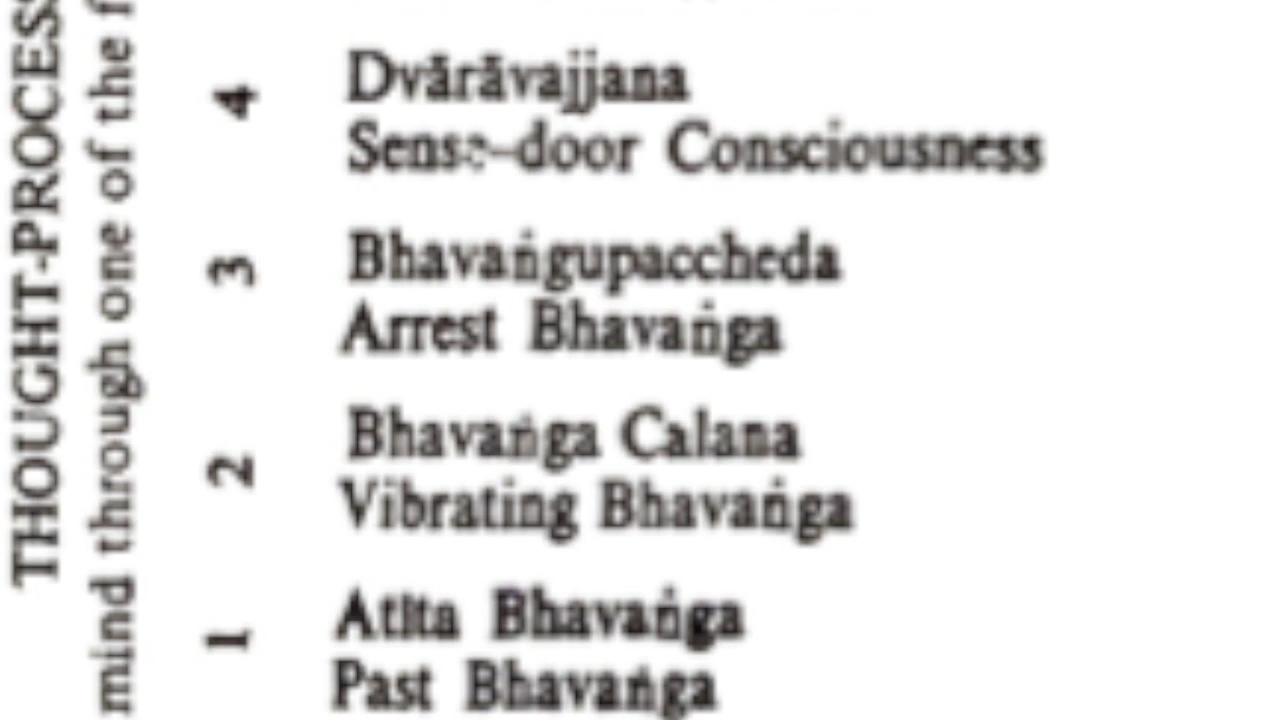 THOUGHT-PROCESS
mind through one of the f
4
Dvārāvajjana
Sense-door Consciousness
3
Bhavaṅgupaccheda
Arrest Bhavaṅga
2
Bhavaṅga Calana
Vibrating Bhavaṅga
1
Atīta Bhavaṅga
Past Bhavaṅga